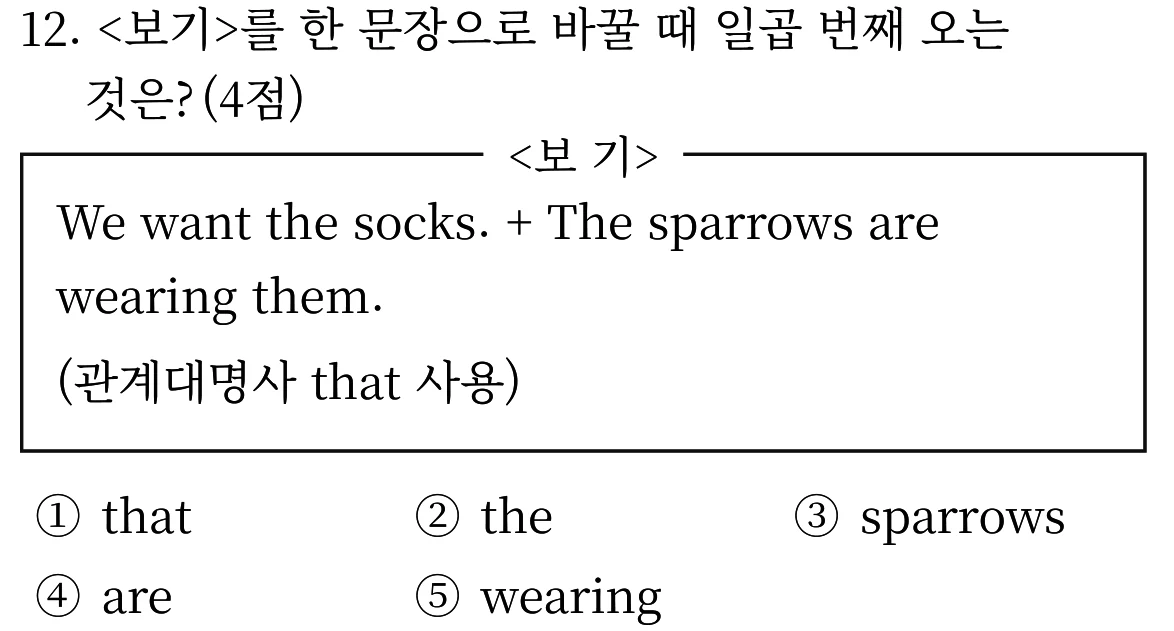 12. <보기>를 한 문장으로 바꿀 때 일곱 번째 오는
것은?(4점)
<보 기>
We want the socks. + The sparrows are
wearing them.
(관계대명사 that 사용)
① that ② the ③ sparrows
④ are ⑤ wearing